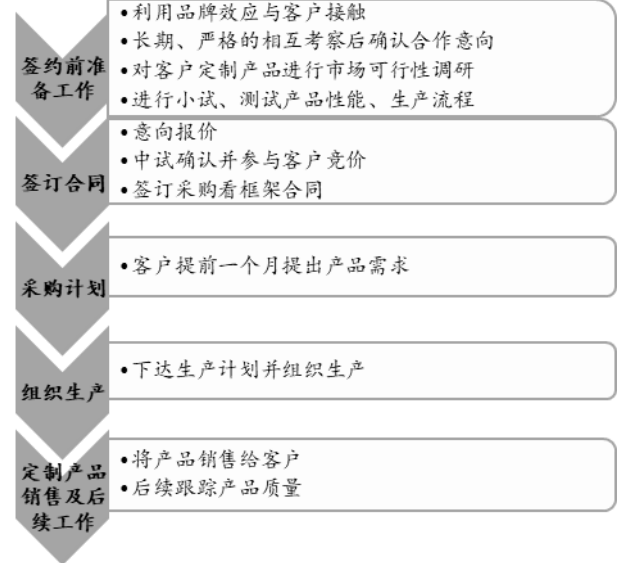 签约前准
备工作
•利用品牌效应与客户接触
•长期、严格的相互考察后确认合作意向
•对客户定制产品进行市场可行性调研
•进行小试、测试产品性能、生产流程
签订合同
•意向报价
•中试确认并参与客户竞价
•签订采购看框架合同
采购计划
•客户提前一个月提出产品需求
组织生产
•下达生产计划并组织生产
定制产品
销售及后
续工作
•将产品销售给客户
•后续跟踪产品质量